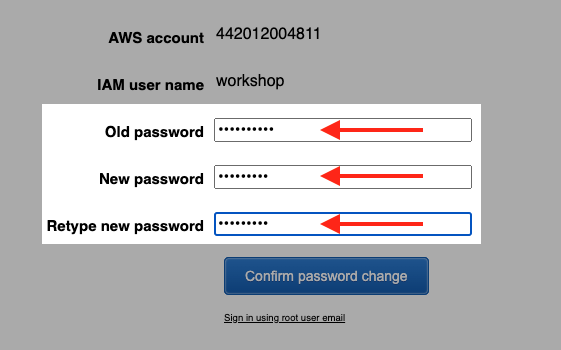 AWS account 442012004811
IAM user name workshop
Old password ••••••••••
New password •••••••••
Retype new password •••••••••
Confirm password change
Sign in using root user email